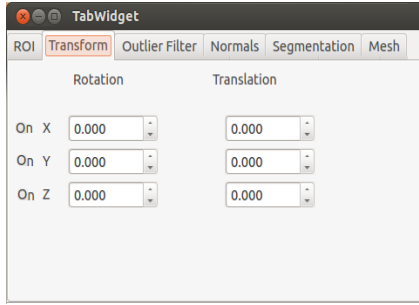 TabWidget
ROI Transform Outlier Filter Normals Segmentation Mesh
Rotation Translation
On X 0.000 0.000
On Y 0.000 0.000
On Z 0.000 0.000